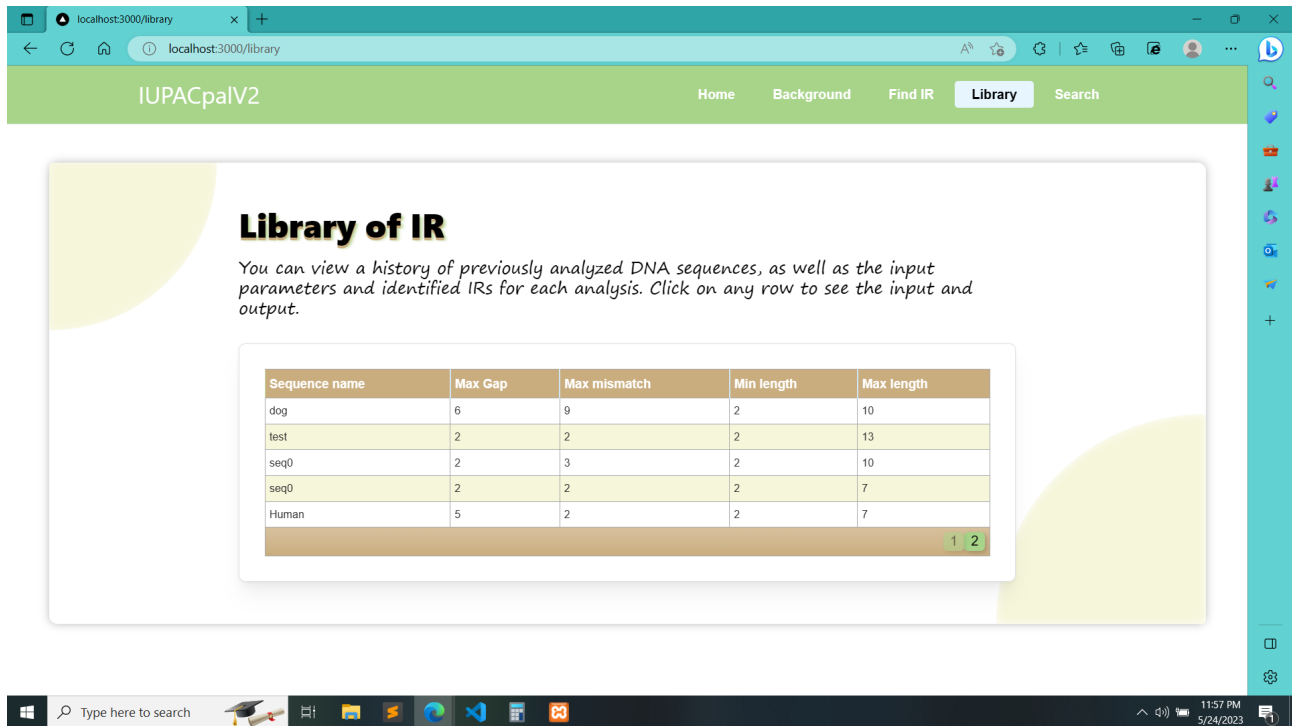 localhost:3000/library
localhost:3000/library
IUPACpalV2
Home Background Find IR Library Search
Library of IR
You can view a history of previously analyzed DNA sequences, as well as the input
parameters and identified IRs for each analysis. Click on any row to see the input and
output.
Sequence name Max Gap Max mismatch Min length Max length
dog 6 9 2 10
test 2 2 2 13
seq0 2 3 2 10
seq0 2 2 2 7
Human 5 2 2 7
1 2
Type here to search
11:57 PM
5/24/2023